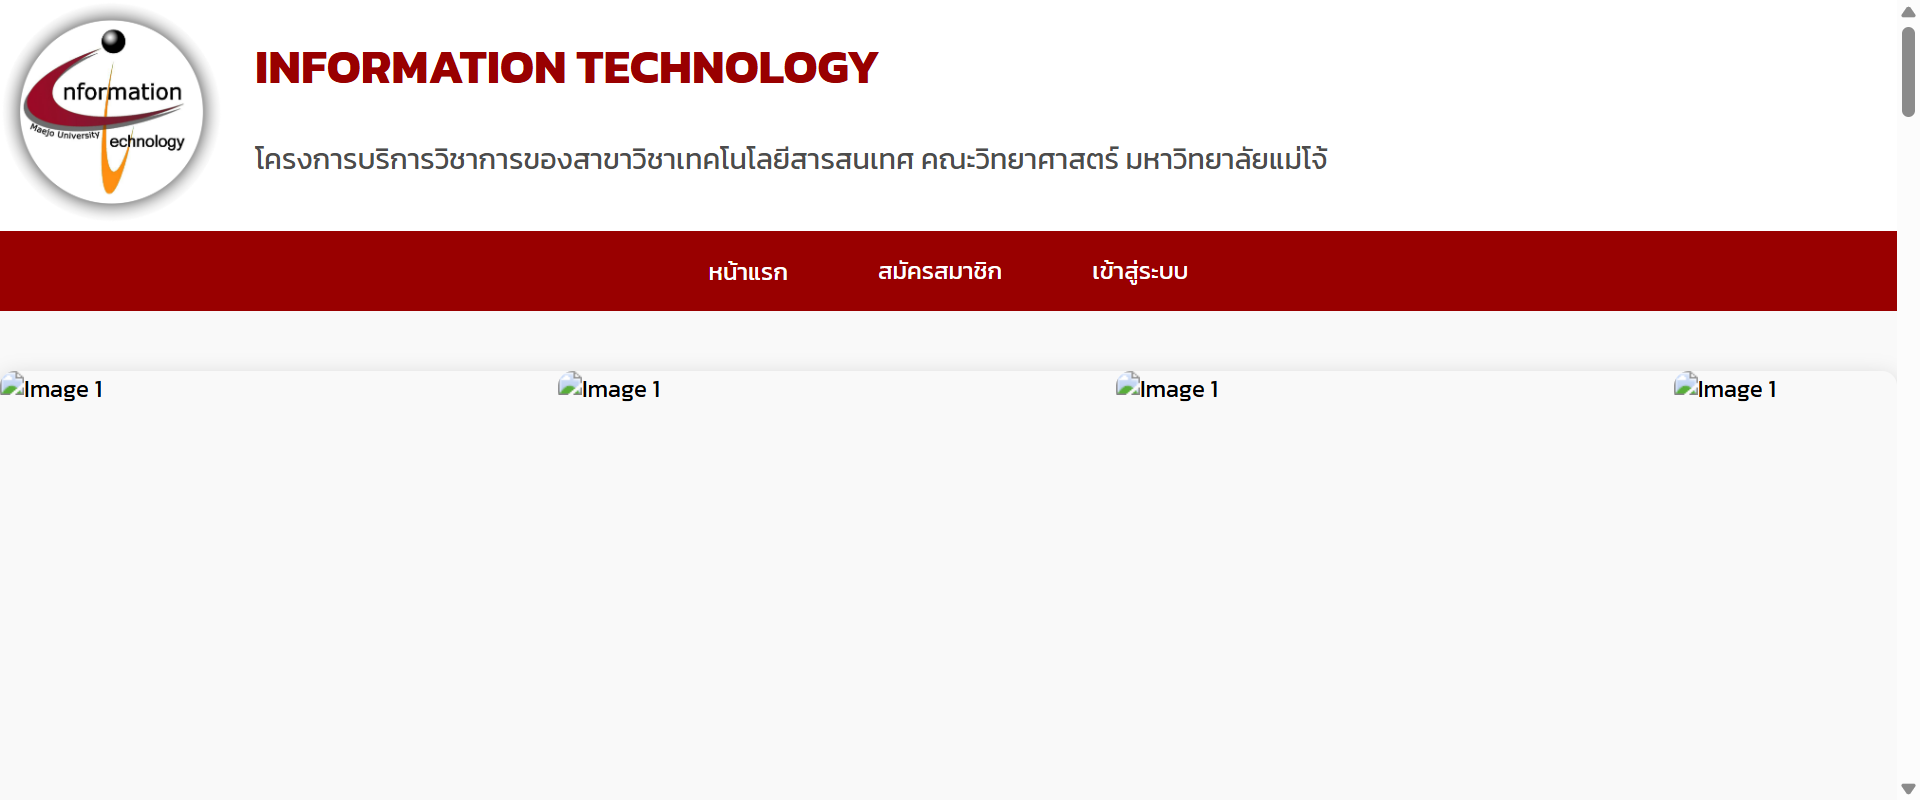 nformation
Maejo University
echnology
INFORMATION TECHNOLOGY
โครงการบริการวิชาการของสาขาวิชาเทคโนโลยีสารสนเทศ คณะวิทยาศาสตร์ มหาวิทยาลัยแม่โจ้
หน้าแรก สมัครสมาชิก เข้าสู่ระบบ
Image 1 Image 1 Image 1 Image 1